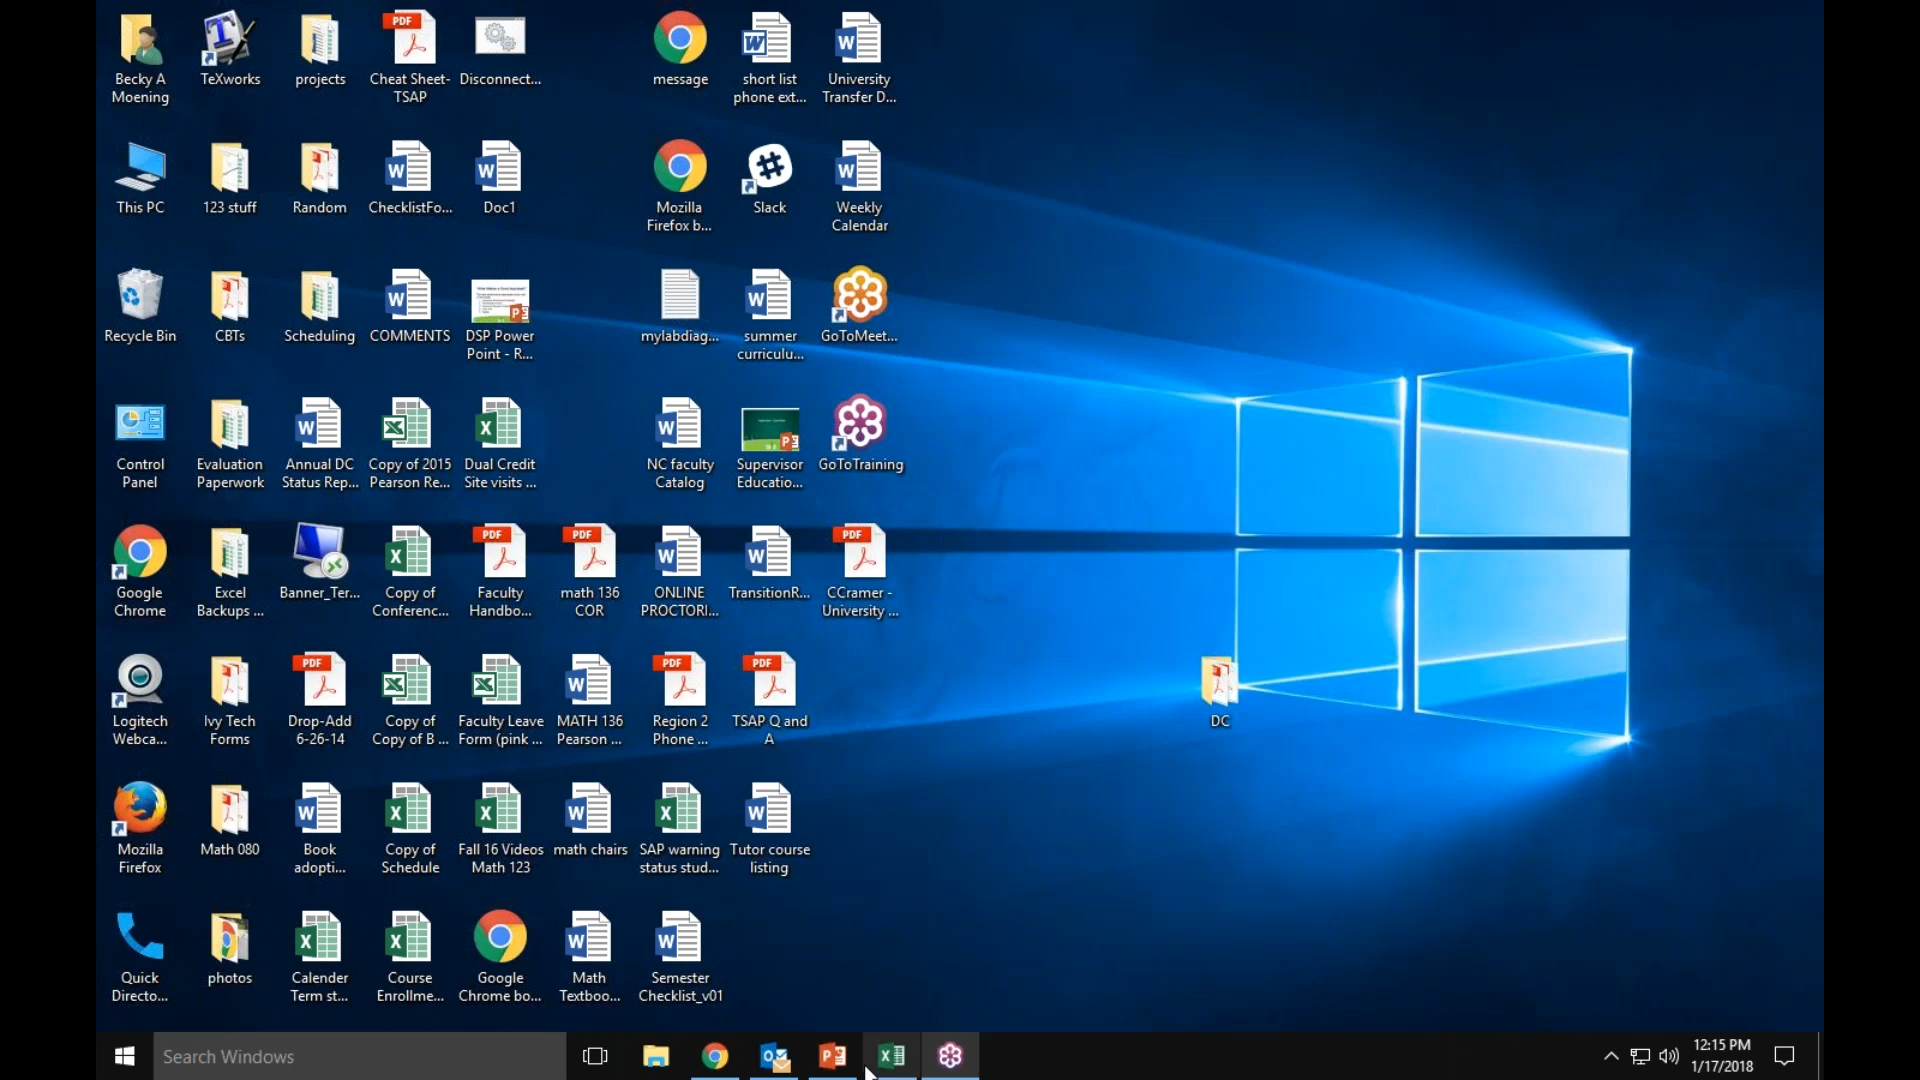 Becky A
Moening
TeXworks
projects
Cheat Sheet-
TSAP
Disconnect...
message
short list
phone ext...
University
Transfer D...
This PC
123 stuff
Random
ChecklistFo...
Doc1
Mozilla
Firefox b...
Slack
Weekly
Calendar
Recycle Bin
CBTs
Scheduling
COMMENTS
DSP Power
Point - R...
mylabdiag...
summer
curriculu...
GoToMeet...
Control
Panel
Evaluation
Paperwork
Annual DC
Status Rep...
Copy of 2015
Pearson Re...
Dual Credit
Site visits ...
NC faculty
Catalog
Supervisor
Educatio...
GoToTraining
Google
Chrome
Excel
Backups ...
Banner_Ter...
Copy of
Conferenc...
Faculty
Handbo...
math 136
COR
ONLINE
PROCTORI...
TransitionR...
CCramer -
University ...
Logitech
Webca...
Ivy Tech
Forms
Drop-Add
6-26-14
Copy of
Copy of B ...
Faculty Leave
Form (pink ...
MATH 136
Pearson ...
Region 2
Phone ...
TSAP Q and
A
DC
Mozilla
Firefox
Math 080
Book
adopti...
Copy of
Schedule
Fall 16 Videos
Math 123
math chairs
SAP warning
status stud...
Tutor course
listing
Quick
Directo...
photos
Calender
Term st...
Course
Enrollme...
Google
Chrome bo...
Math
Textboo...
Semester
Checklist_v01
Search Windows
12:15 PM
1/17/2018